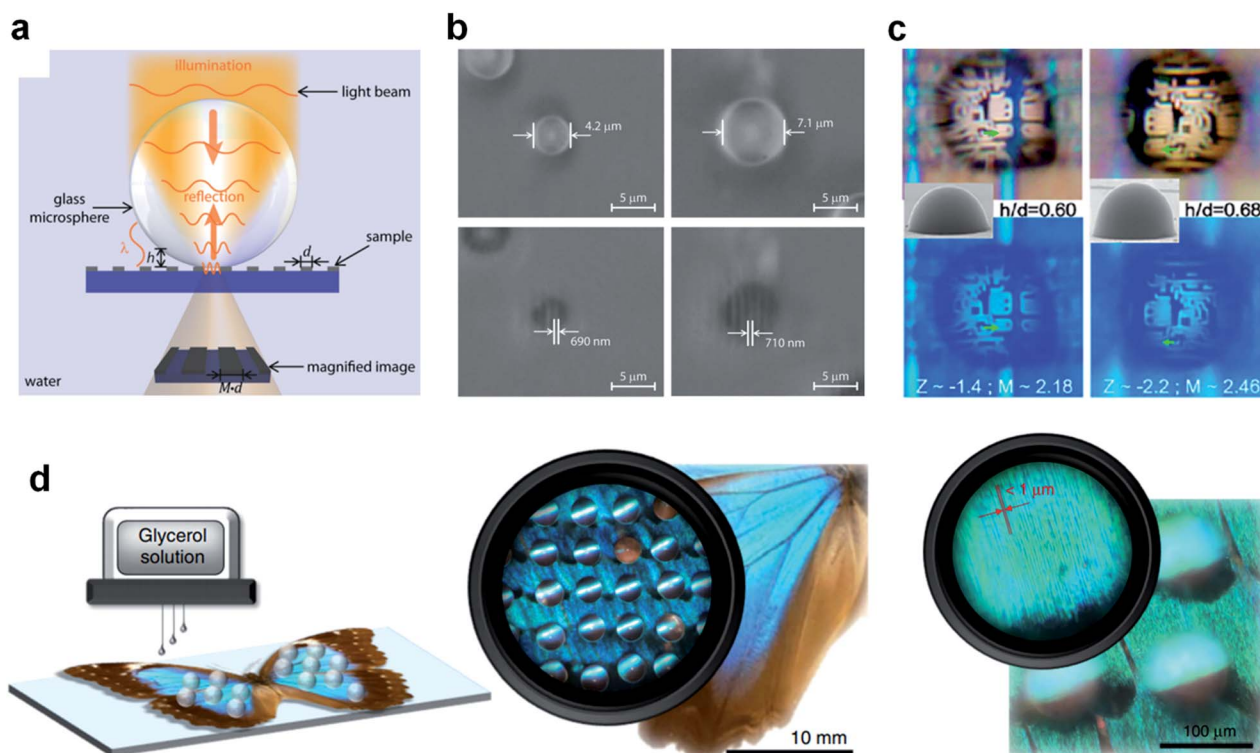 a
illumination
light beam
reflection
glass
microsphere
λ
h
d
sample
magnified image
M·d
water
b
4.2 μm
7.1 μm
5 μm
5 μm
690 nm
710 nm
5 μm
5 μm
c
h/d=0.60
h/d=0.68
Z ~ -1.4 ; M ~ 2.18
Z ~ -2.2 ; M ~ 2.46
d
Glycerol
solution
10 mm
< 1 μm
100 μm